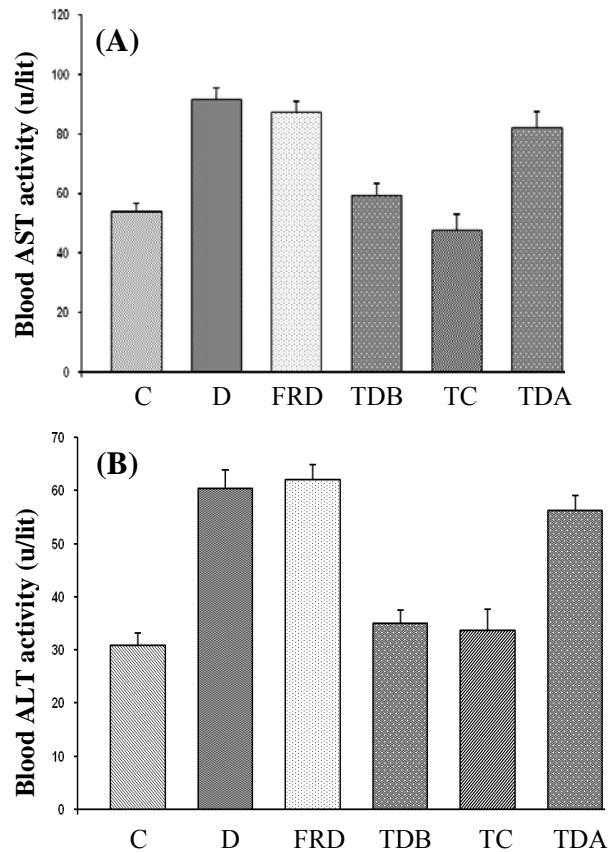 (A)
Blood AST activity (u/lit)
120
100
80
60
40
20
0
C D FRD TDB TC TDA
(B)
Blood ALT activity (u/lit)
70
60
50
40
30
20
10
0
C D FRD TDB TC TDA